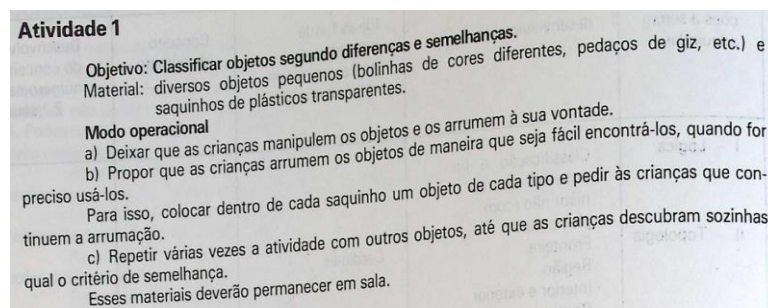 Atividade 1
Objetivo: Classificar objetos segundo diferenças e semelhanças.
Material: diversos objetos pequenos (bolinhas de cores diferentes, pedaços de giz, etc.) e
saquinhos de plásticos transparentes.
Modo operacional
a) Deixar que as crianças manipulem os objetos e os arrumem à sua vontade.
b) Propor que as crianças arrumem os objetos de maneira que seja fácil encontrá-los, quando for
preciso usá-los.
Para isso, colocar dentro de cada saquinho um objeto de cada tipo e pedir às crianças que con-
tinuem a arrumação.
c) Repetir várias vezes a atividade com outros objetos, até que as crianças descubram sozinhas
qual o critério de semelhança.
Esses materiais deverão permanecer em sala.